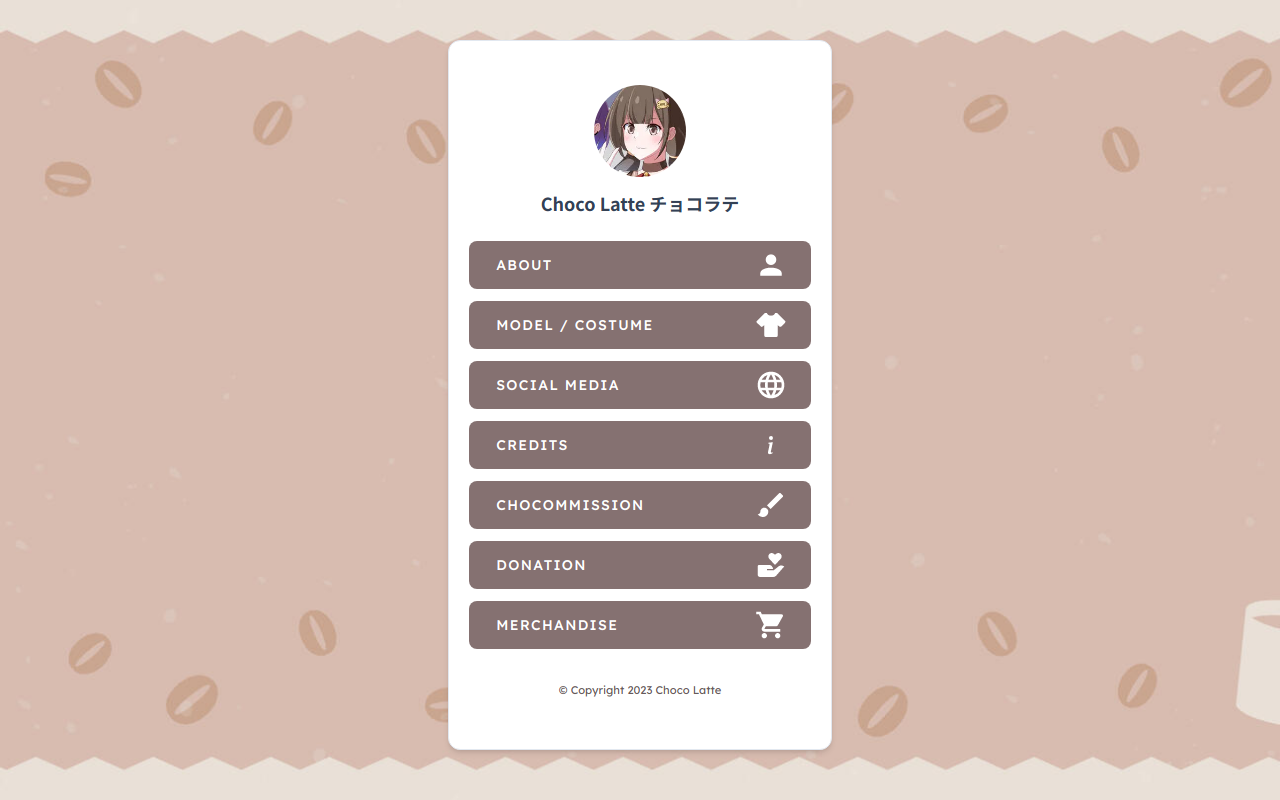 Choco Latte チョコラテ
ABOUT
MODEL / COSTUME
SOCIAL MEDIA
CREDITS
CHOCOMMISSION
DONATION
MERCHANDISE
© Copyright 2023 Choco Latte